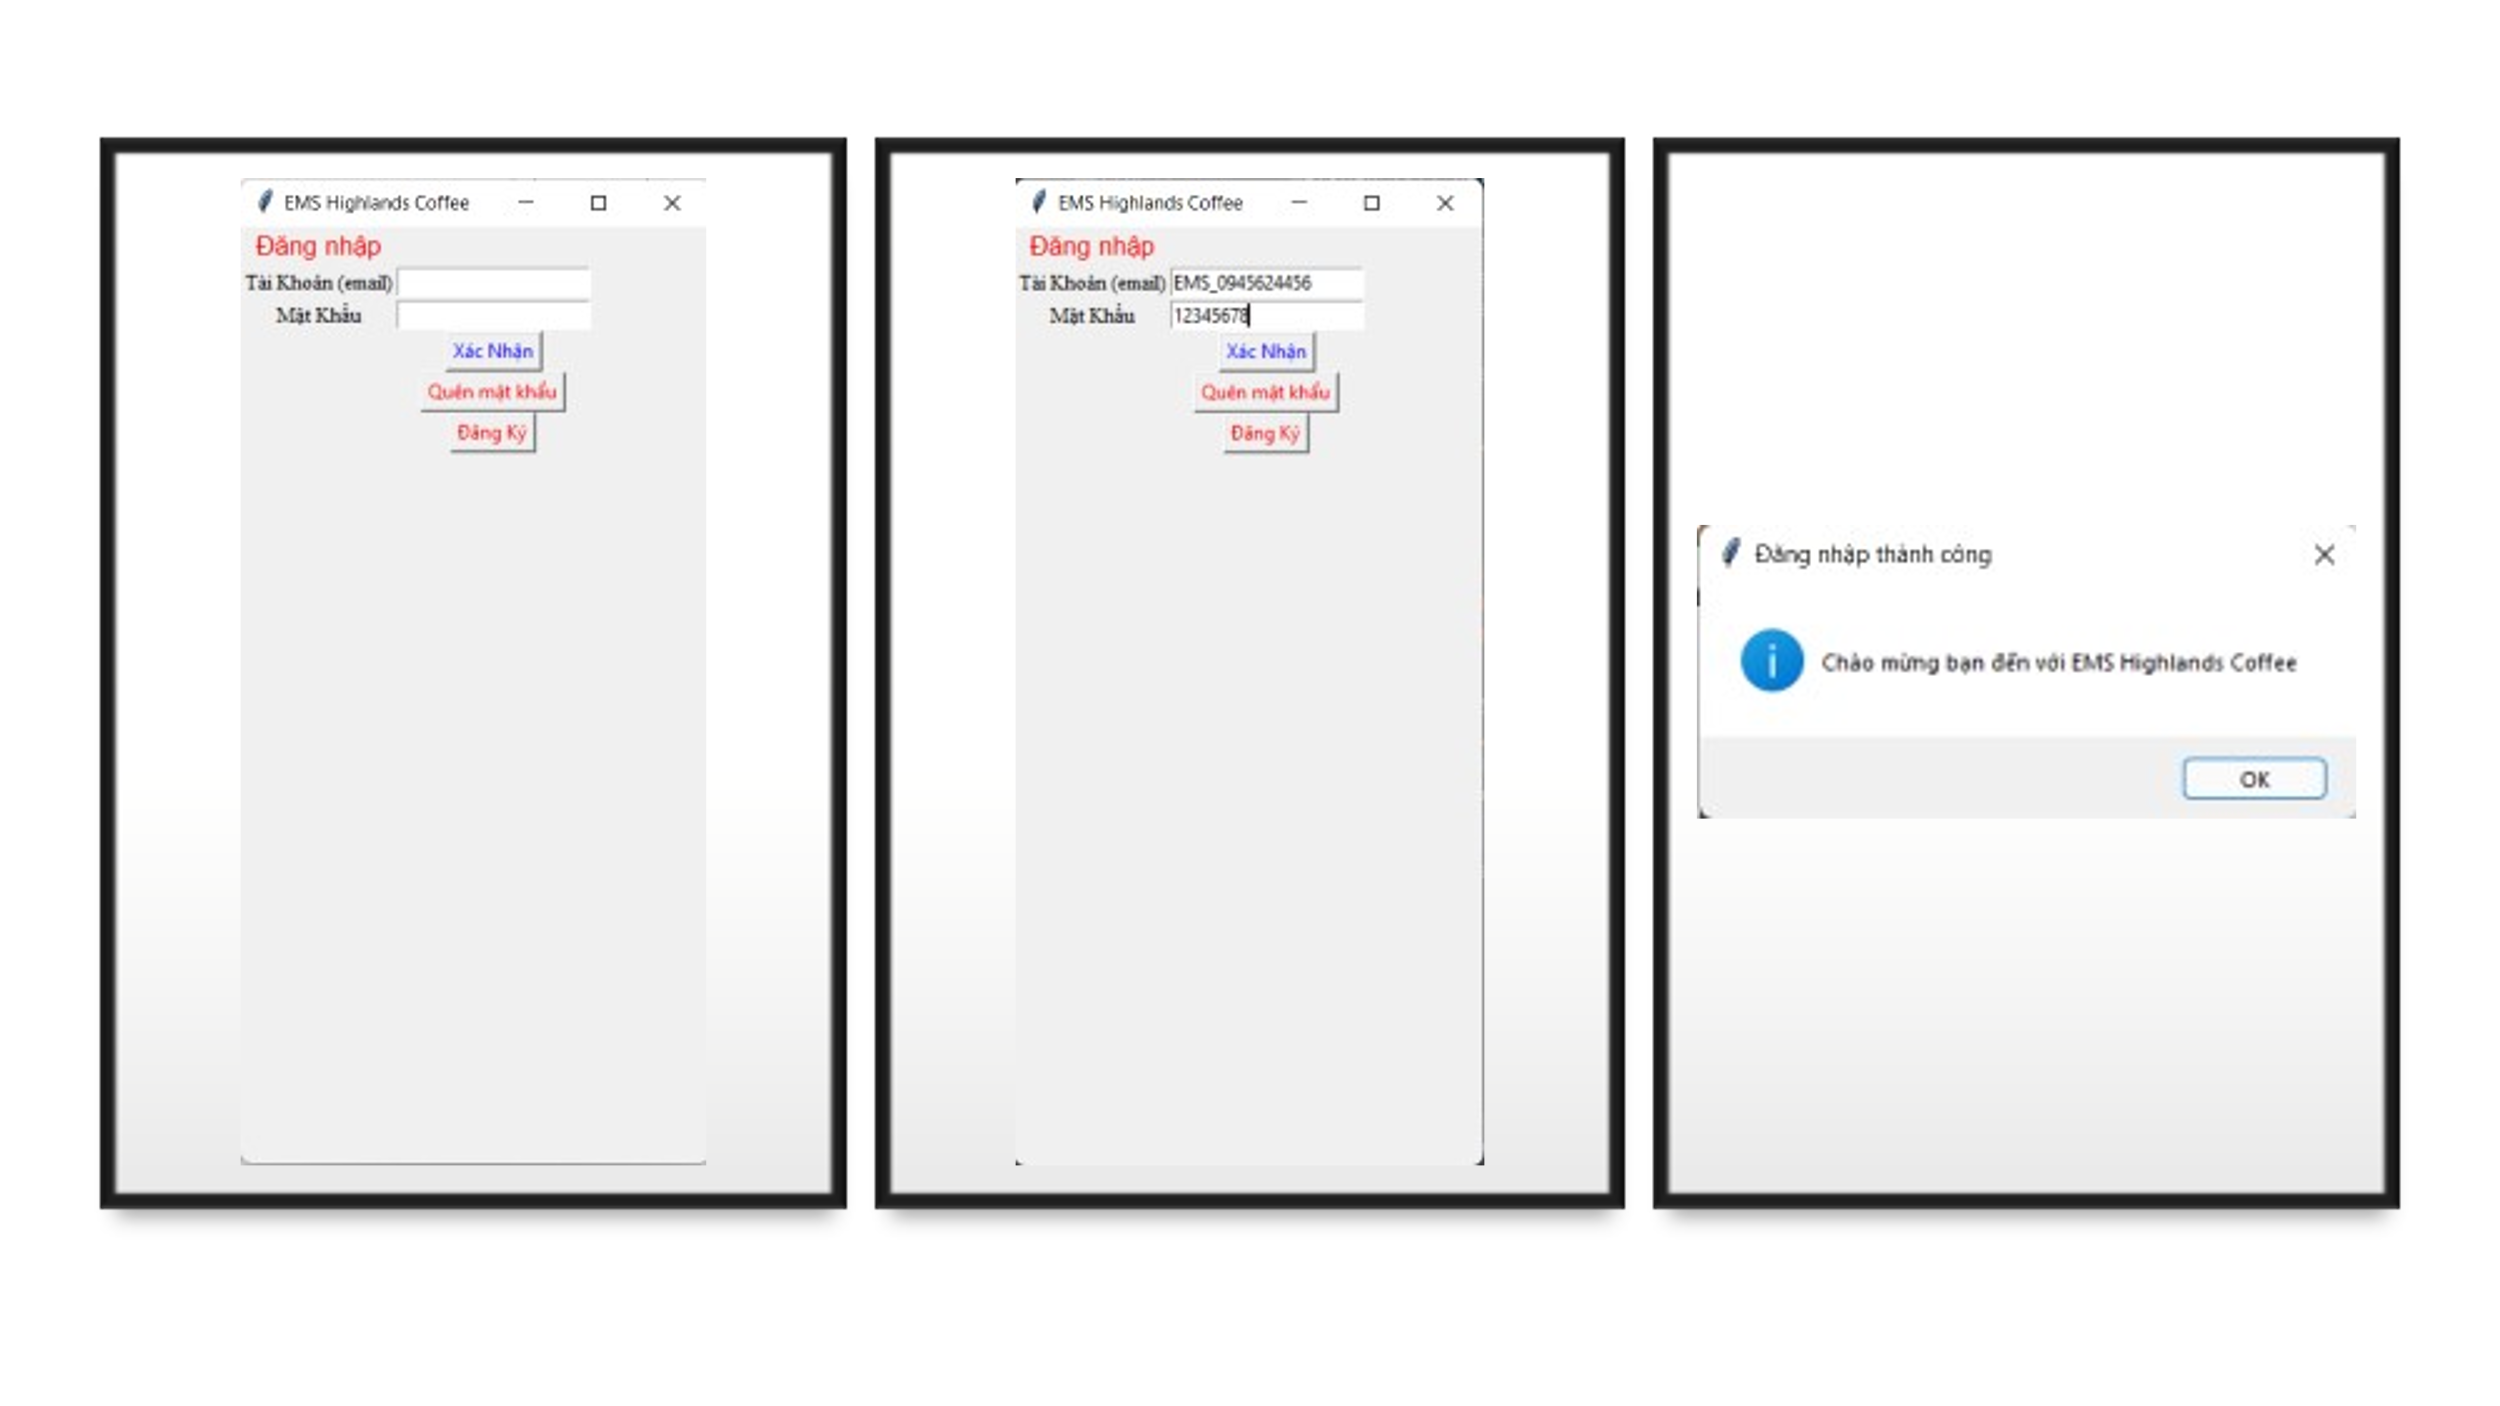 EMS Highlands Coffee
Đăng nhập
Tài Khoản (email)
Mật Khẩu
Xác Nhận
Quên mật khẩu
Đăng Ký
EMS Highlands Coffee
Đăng nhập
Tài Khoản (email) EMS_0945624456
Mật Khẩu 12345678
Xác Nhận
Quên mật khẩu
Đăng Ký
Đăng nhập thành công
Chào mừng bạn đến với EMS Highlands Coffee
OK